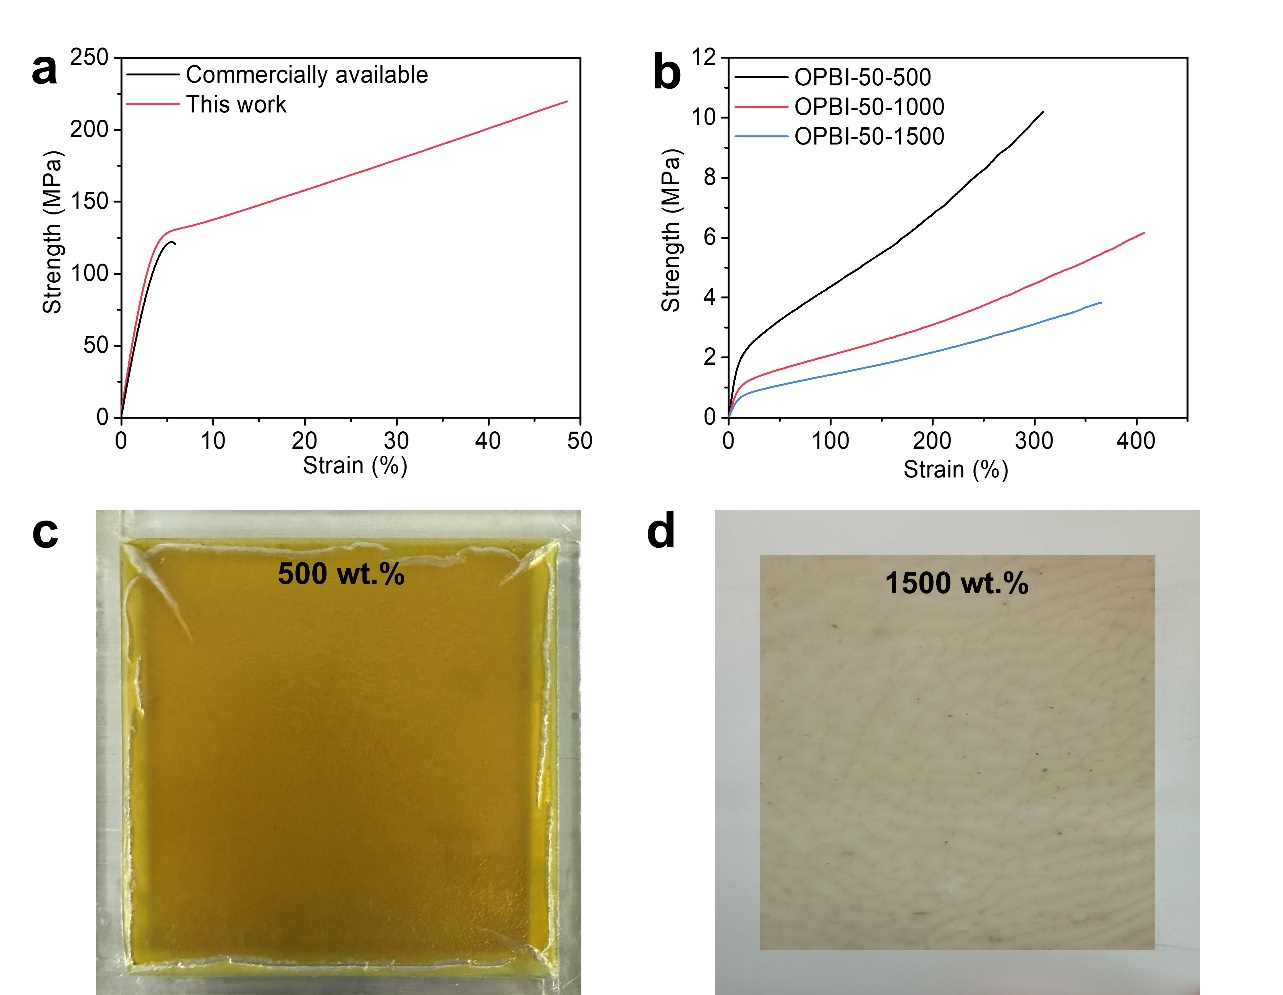 a
250
200
150
100
50
0
Strength (MPa)
Commercially available
This work
0 10 20 30 40 50
Strain (%)
b
12
10
8
6
4
2
0
Strength (MPa)
OPBI-50-500
OPBI-50-1000
OPBI-50-1500
0 100 200 300 400
Strain (%)
c
500 wt.%
d
1500 wt.%